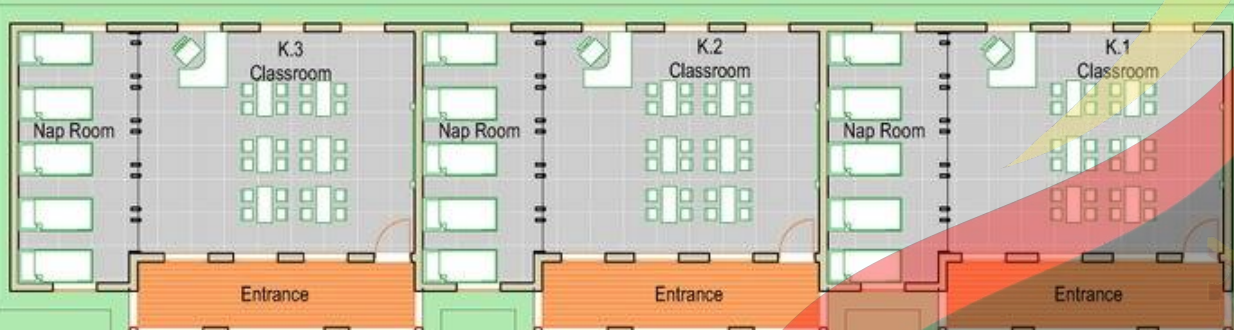 K.3
Classroom
K.2
Classroom
K.1
Classroom
Nap Room
Nap Room
Nap Room
Entrance
Entrance
Entrance